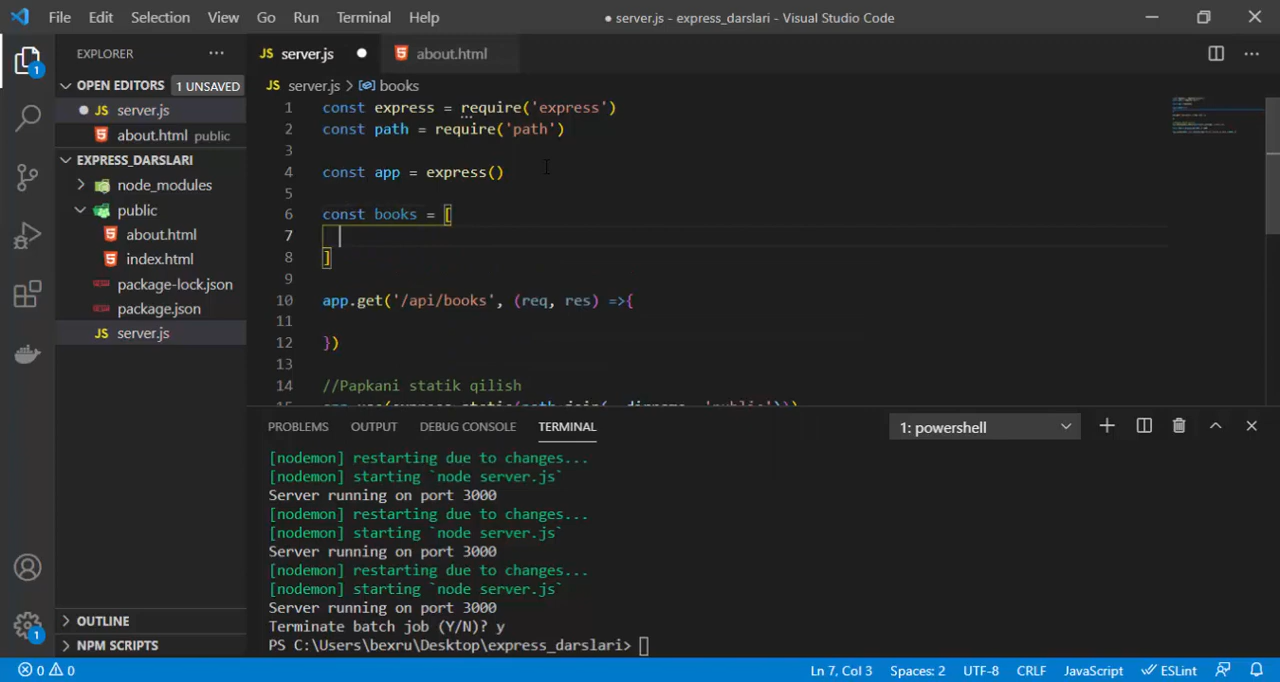 File Edit Selection View Go Run Terminal Help
● server.js - express_darslari - Visual Studio Code
EXPLORER
OPEN EDITORS 1 UNSAVED
JS server.js
about.html public
EXPRESS_DARSLARI
node_modules
public
about.html
index.html
package-lock.json
package.json
JS server.js
OUTLINE
NPM SCRIPTS
1
1
JS server.js ●
about.html
JS server.js > books
1 const express = require('express')
2 const path = require('path')
3
4 const app = express()
5
6 const books = [
7
8 ]
9
10 app.get('/api/books', (req, res) =>{
11
12 })
13
14 //Papkani statik qilish
15 app.use(express.static(path.join(__dirname, 'public')))
PROBLEMS OUTPUT DEBUG CONSOLE TERMINAL
1: powershell
[nodemon] restarting due to changes...
[nodemon] starting `node server.js`
Server running on port 3000
[nodemon] restarting due to changes...
[nodemon] starting `node server.js`
Server running on port 3000
[nodemon] restarting due to changes...
[nodemon] starting `node server.js`
Server running on port 3000
Terminate batch job (Y/N)? y
PS C:\Users\bexru\Desktop\express_darslari>
0 0
Ln 7, Col 3 Spaces: 2 UTF-8 CRLF JavaScript ESLint